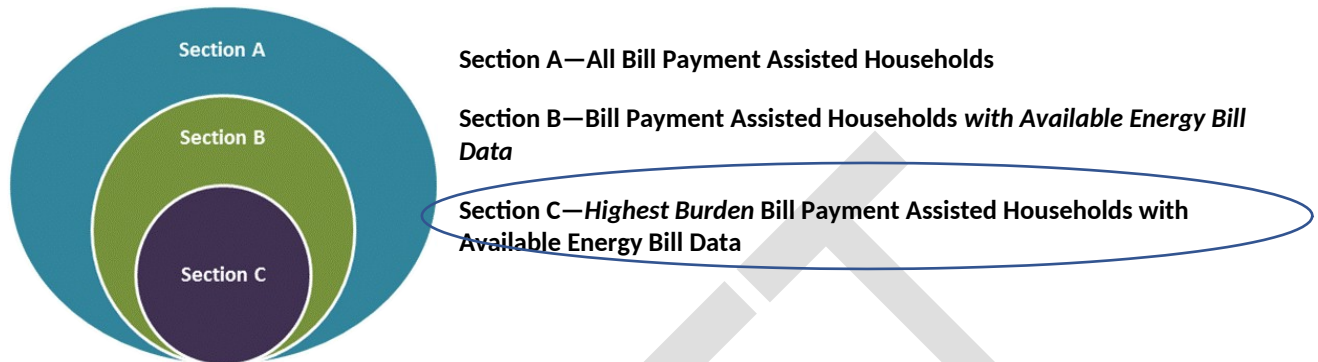 Section A
Section B
Section C
Section A—All Bill Payment Assisted Households
Section B—Bill Payment Assisted Households with Available Energy Bill
Data
Section C—Highest Burden Bill Payment Assisted Households with
Available Energy Bill Data